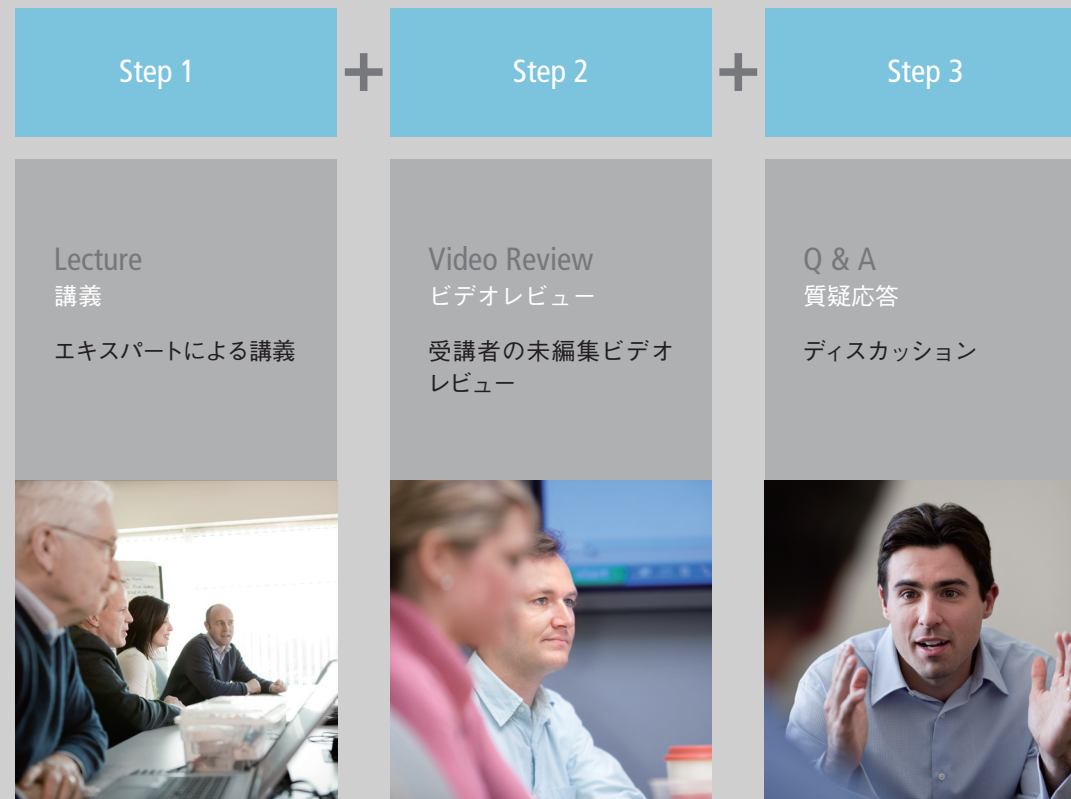 Step 1
+
Step 2
+
Step 3
Lecture
講義
エキスパートによる講義
Video Review
ビデオレビュー
受講者の未編集ビデオ
レビュー
Q & A
質疑応答
ディスカッション